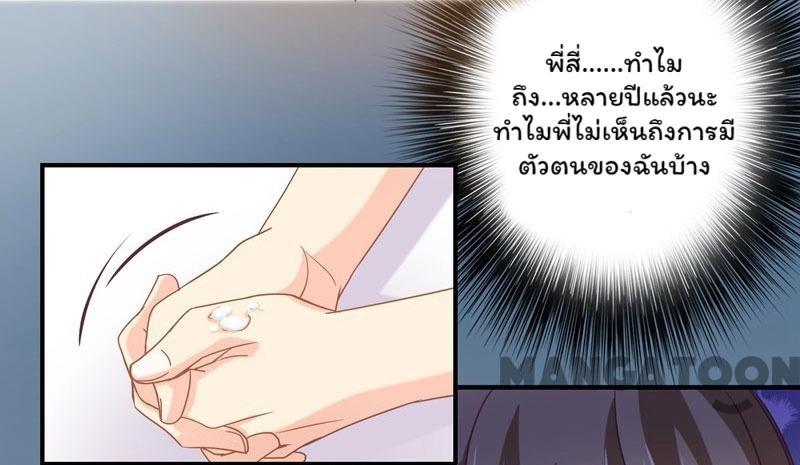 พี่สี่......ทำไม
ถึง...หลายปีแล้วนะ
ทำไมพี่ไม่เห็นถึงการมี
ตัวตนของฉันบ้าง
MANGATOON